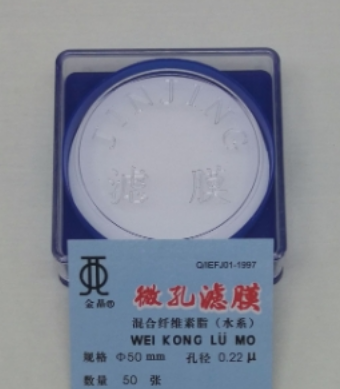 JINJING
滤 膜
Q/IEFJ01-1997
金晶®
微孔滤膜
混合纤维素脂（水系）
WEI KONG LÜ MO
规格 Φ50 mm 孔径 0.22 μ
数量 50 张